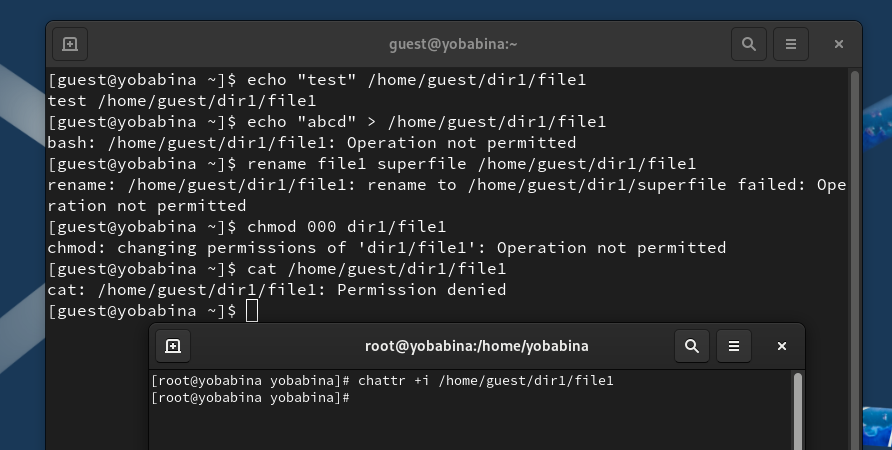 guest@yobabina:~
[guest@yobabina ~]$ echo "test" /home/guest/dir1/file1
test /home/guest/dir1/file1
[guest@yobabina ~]$ echo "abcd" > /home/guest/dir1/file1
bash: /home/guest/dir1/file1: Operation not permitted
[guest@yobabina ~]$ rename file1 superfile /home/guest/dir1/file1
rename: /home/guest/dir1/file1: rename to /home/guest/dir1/superfile failed: Ope
ration not permitted
[guest@yobabina ~]$ chmod 000 dir1/file1
chmod: changing permissions of 'dir1/file1': Operation not permitted
[guest@yobabina ~]$ cat /home/guest/dir1/file1
cat: /home/guest/dir1/file1: Permission denied
[guest@yobabina ~]$
root@yobabina:/home/yobabina
[root@yobabina yobabina]# chattr +i /home/guest/dir1/file1
[root@yobabina yobabina]#